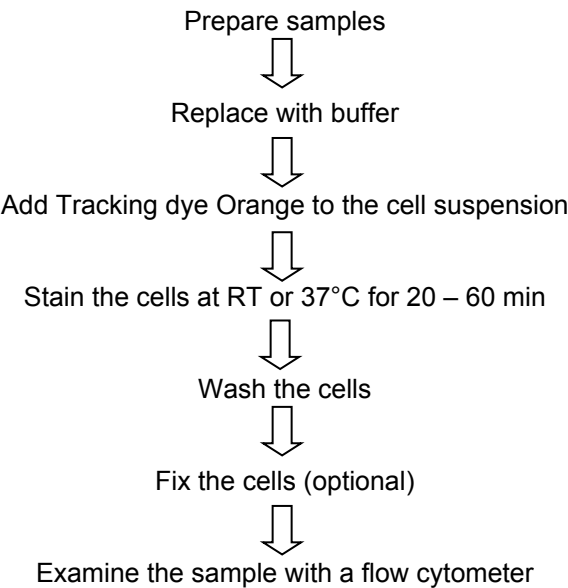 Prepare samples
Replace with buffer
Add Tracking dye Orange to the cell suspension
Stain the cells at RT or 37°C for 20 – 60 min
Wash the cells
Fix the cells (optional)
Examine the sample with a flow cytometer